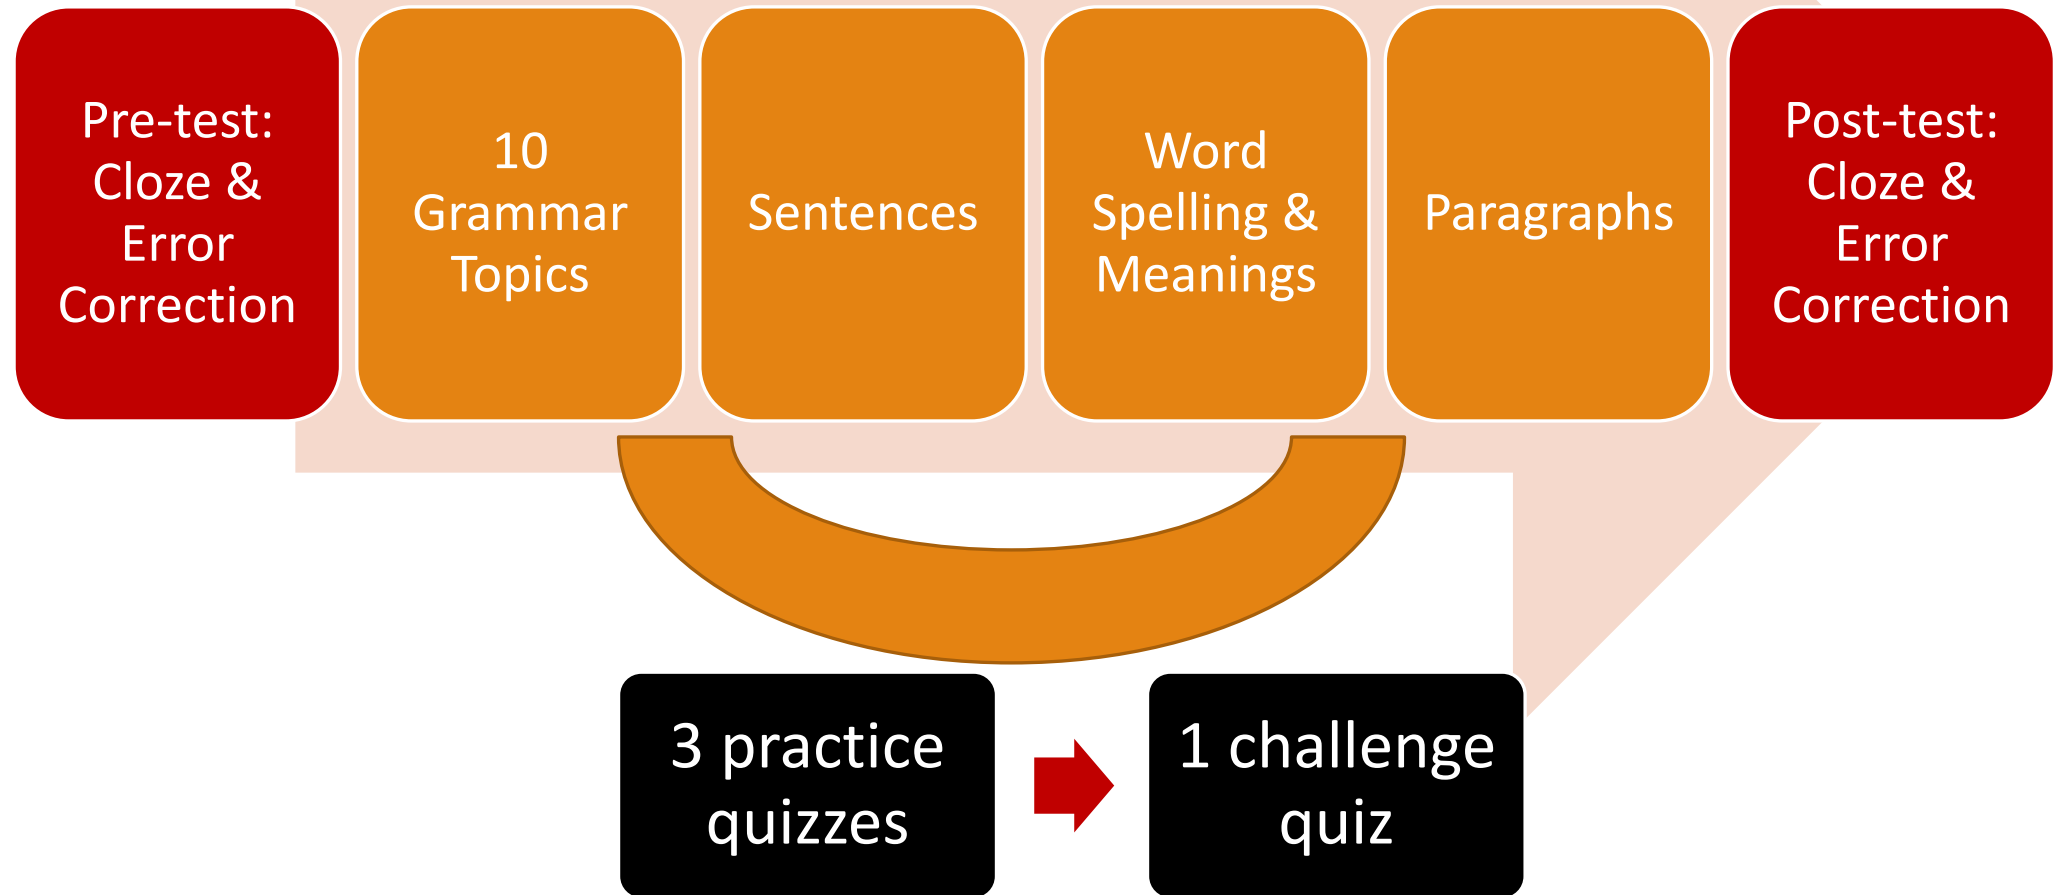 Pre-test:
Cloze &
Error
Correction
10
Grammar
Topics
Sentences
Word
Spelling &
Meanings
Paragraphs
Post-test:
Cloze &
Error
Correction
3 practice
quizzes
1 challenge
quiz